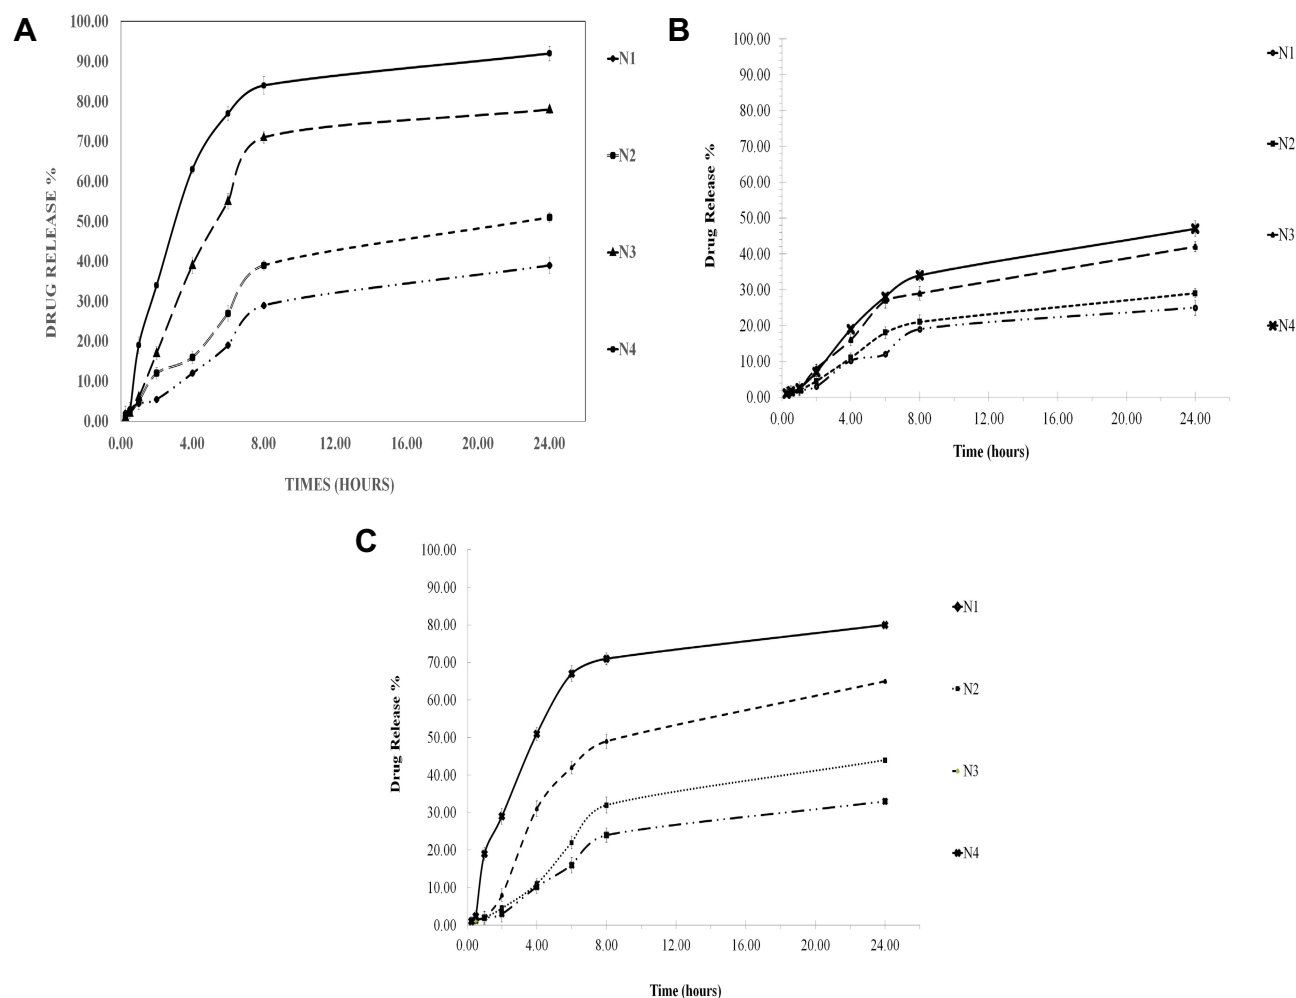 A
100.00
90.00
80.00
70.00
60.00
50.00
40.00
30.00
20.00
10.00
0.00
DRUG RELEASE %
0.00 4.00 8.00 12.00 16.00 20.00 24.00
TIMES (HOURS)
N1
N2
N3
N4
B
100.00
90.00
80.00
70.00
60.00
50.00
40.00
30.00
20.00
10.00
0.00
Drug Release %
0.00 4.00 8.00 12.00 16.00 20.00 24.00
Time (hours)
N1
N2
N3
N4
C
100.00
90.00
80.00
70.00
60.00
50.00
40.00
30.00
20.00
10.00
0.00
Drug Release %
0.00 4.00 8.00 12.00 16.00 20.00 24.00
Time (hours)
N1
N2
N3
N4